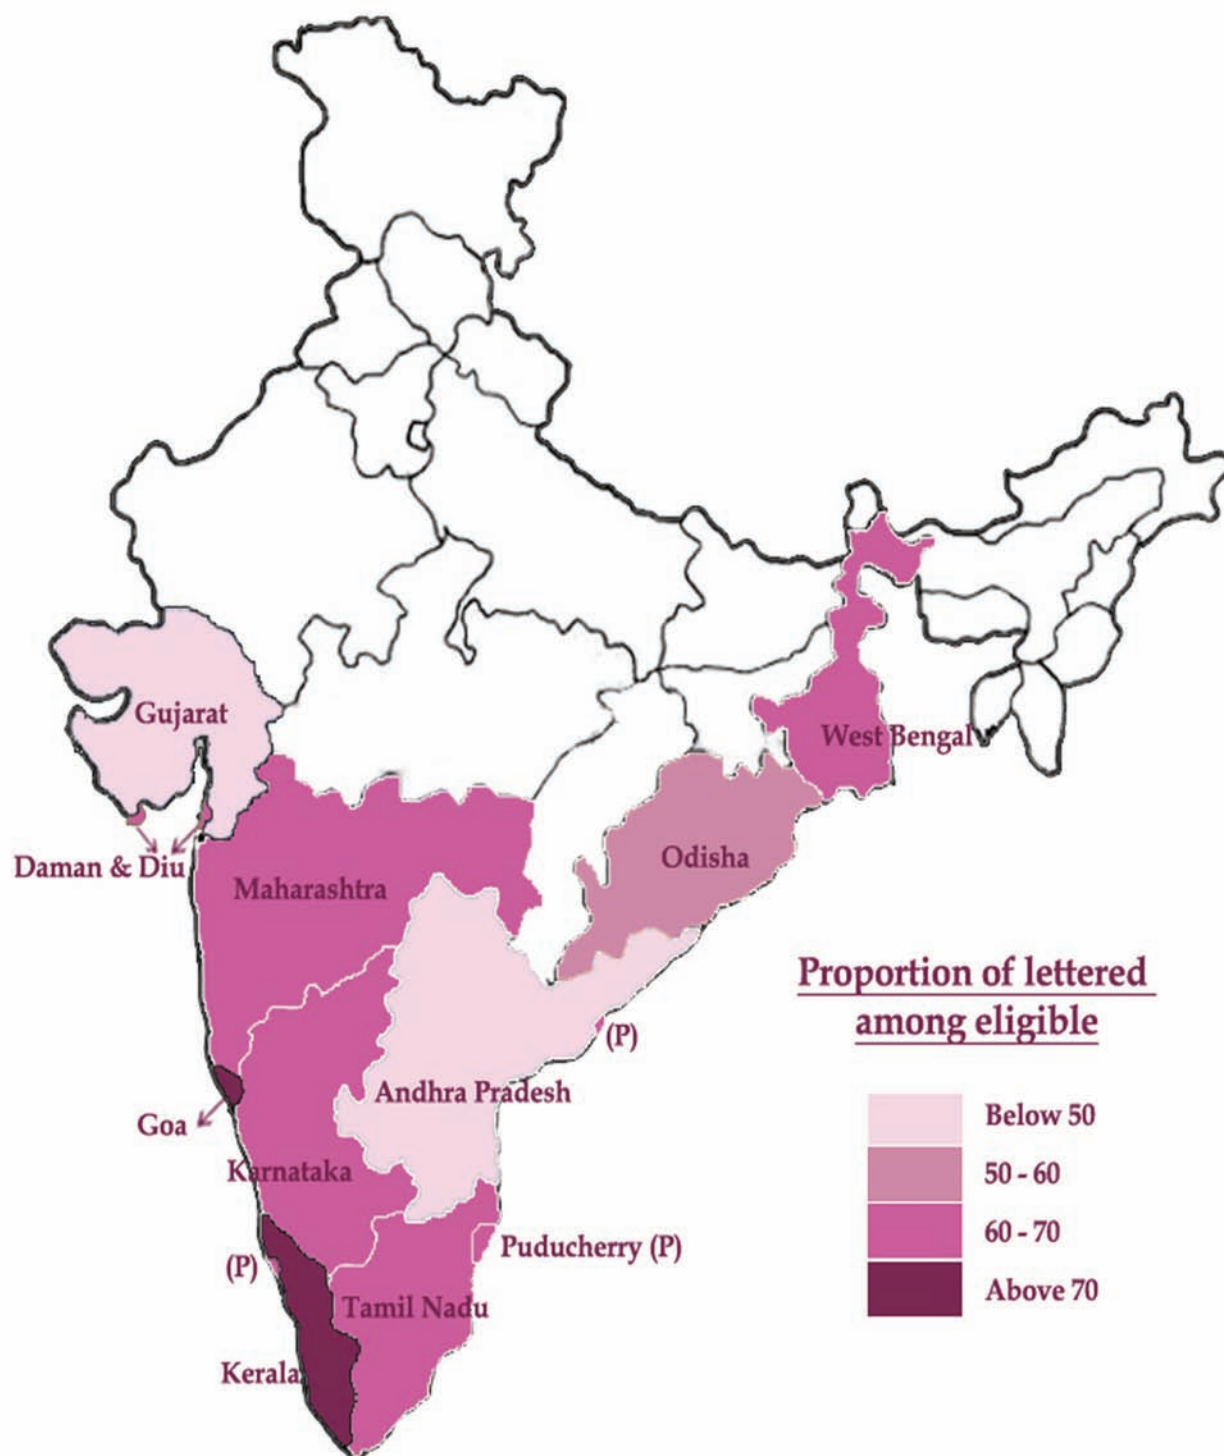 Gujarat
West Bengal
Daman & Diu
Odisha
Maharashtra
Proportion of lettered
among eligible
(P)
Andhra Pradesh
Below 50
Goa
Karnataka
50 - 60
60 - 70
Puducherry (P)
(P)
Above 70
Tamil Nadu
Kerala